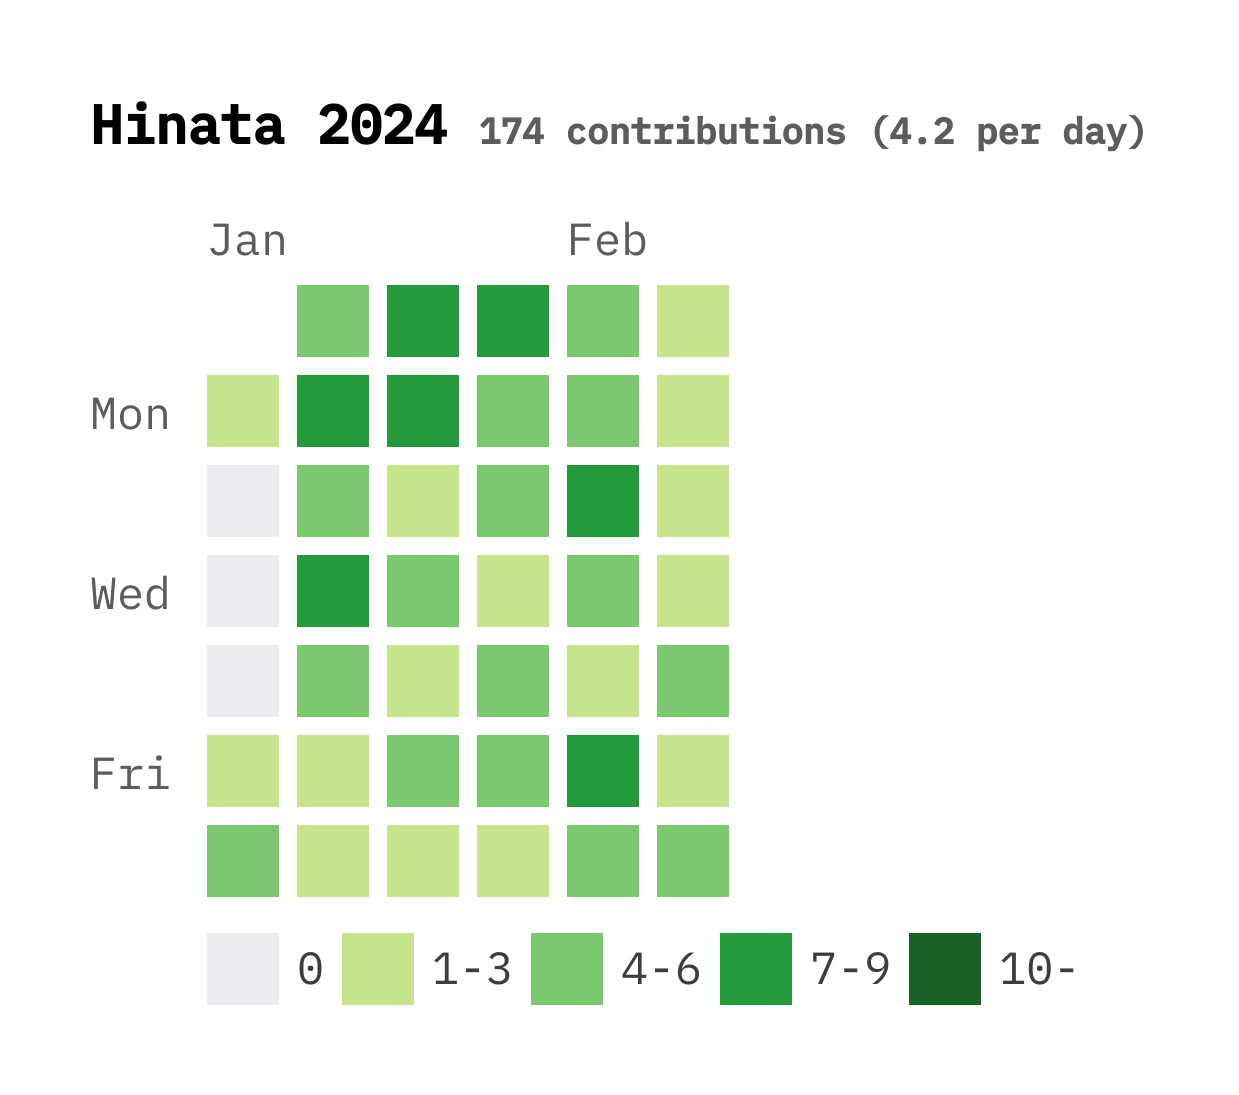 Hinata 2024 174 contributions (4.2 per day)
Jan Feb
Mon
Wed
Fri
0 1-3 4-6 7-9 10-